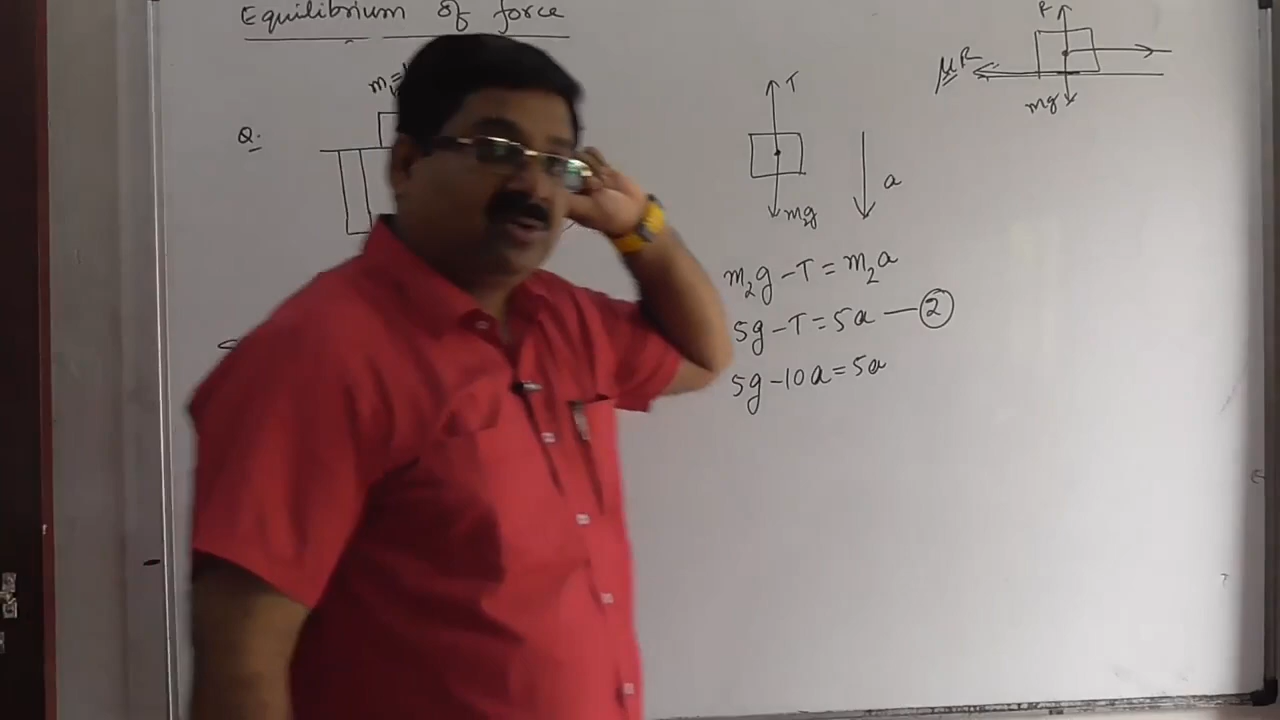 Equilibrium of force
Q.
T
mg
a
m₂g - T = m₂a
5g - T = 5a — ②
5g - 10a = 5a
R
μR
mg